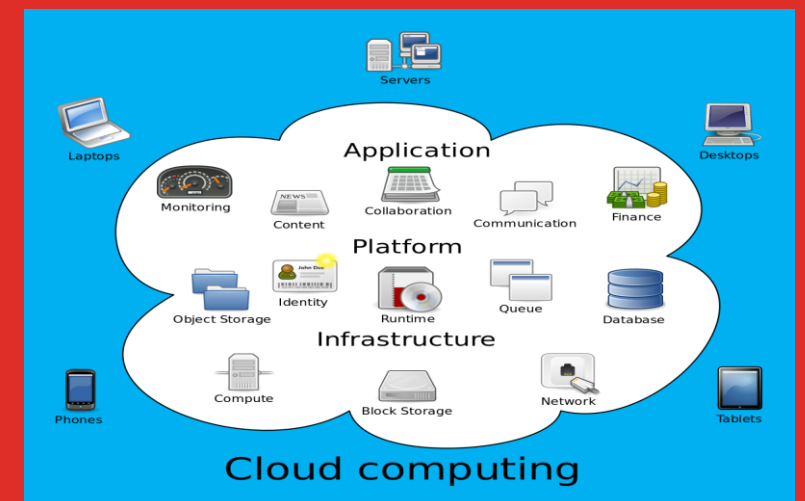 Servers
Laptops
Desktops
Application
Monitoring
NEWS
Content
Collaboration
Communication
Finance
Platform
Object Storage
John Doe
Identity
Runtime
Queue
Database
Infrastructure
Compute
Block Storage
Network
Phones
Tablets
Cloud computing